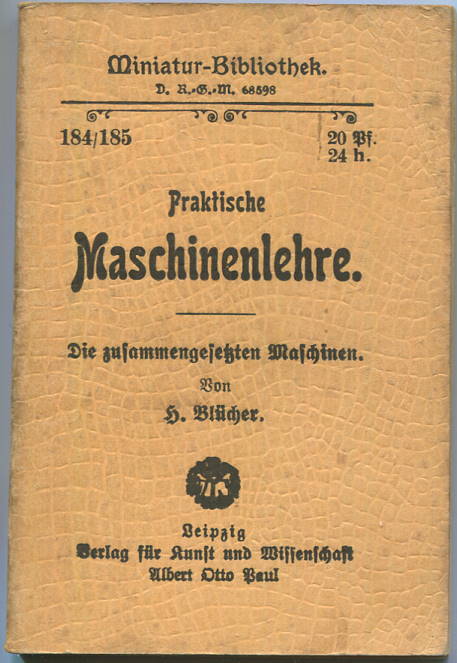 Miniatur-Bibliothek.
D. R.-G.-M. 68598
184/185
20 Pf.
24 h.
Praktische
Maschinenlehre.
Die zusammengesetzten Maschinen.
Von
H. Blücher.
Leipzig
Verlag für Kunst und Wissenschaft
Albert Otto Paul